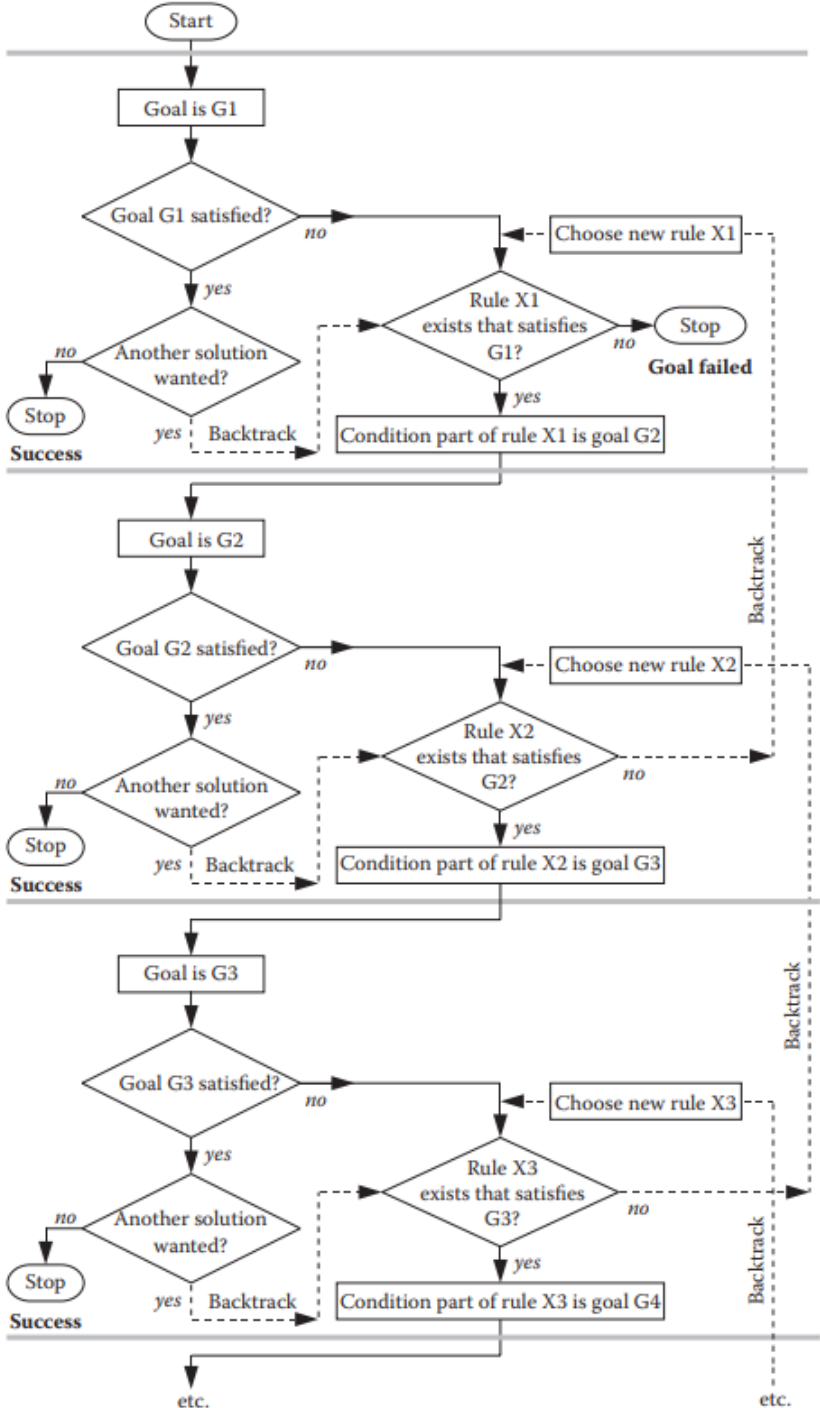 Start
Goal is G1
Goal G1 satisfied?
no
Choose new rule X1
yes
Rule X1
exists that satisfies
G1?
no
Stop
Goal failed
Another solution
wanted?
no
Stop
Success
yes
Backtrack
yes
Condition part of rule X1 is goal G2
Backtrack
Goal is G2
Goal G2 satisfied?
no
Choose new rule X2
yes
Rule X2
exists that satisfies
G2?
no
Another solution
wanted?
no
Stop
Success
yes
Backtrack
yes
Condition part of rule X2 is goal G3
Backtrack
Goal is G3
Goal G3 satisfied?
no
Choose new rule X3
yes
Rule X3
exists that satisfies
G3?
no
Another solution
wanted?
no
Stop
Success
yes
Backtrack
yes
Condition part of rule X3 is goal G4
Backtrack
etc.
etc.